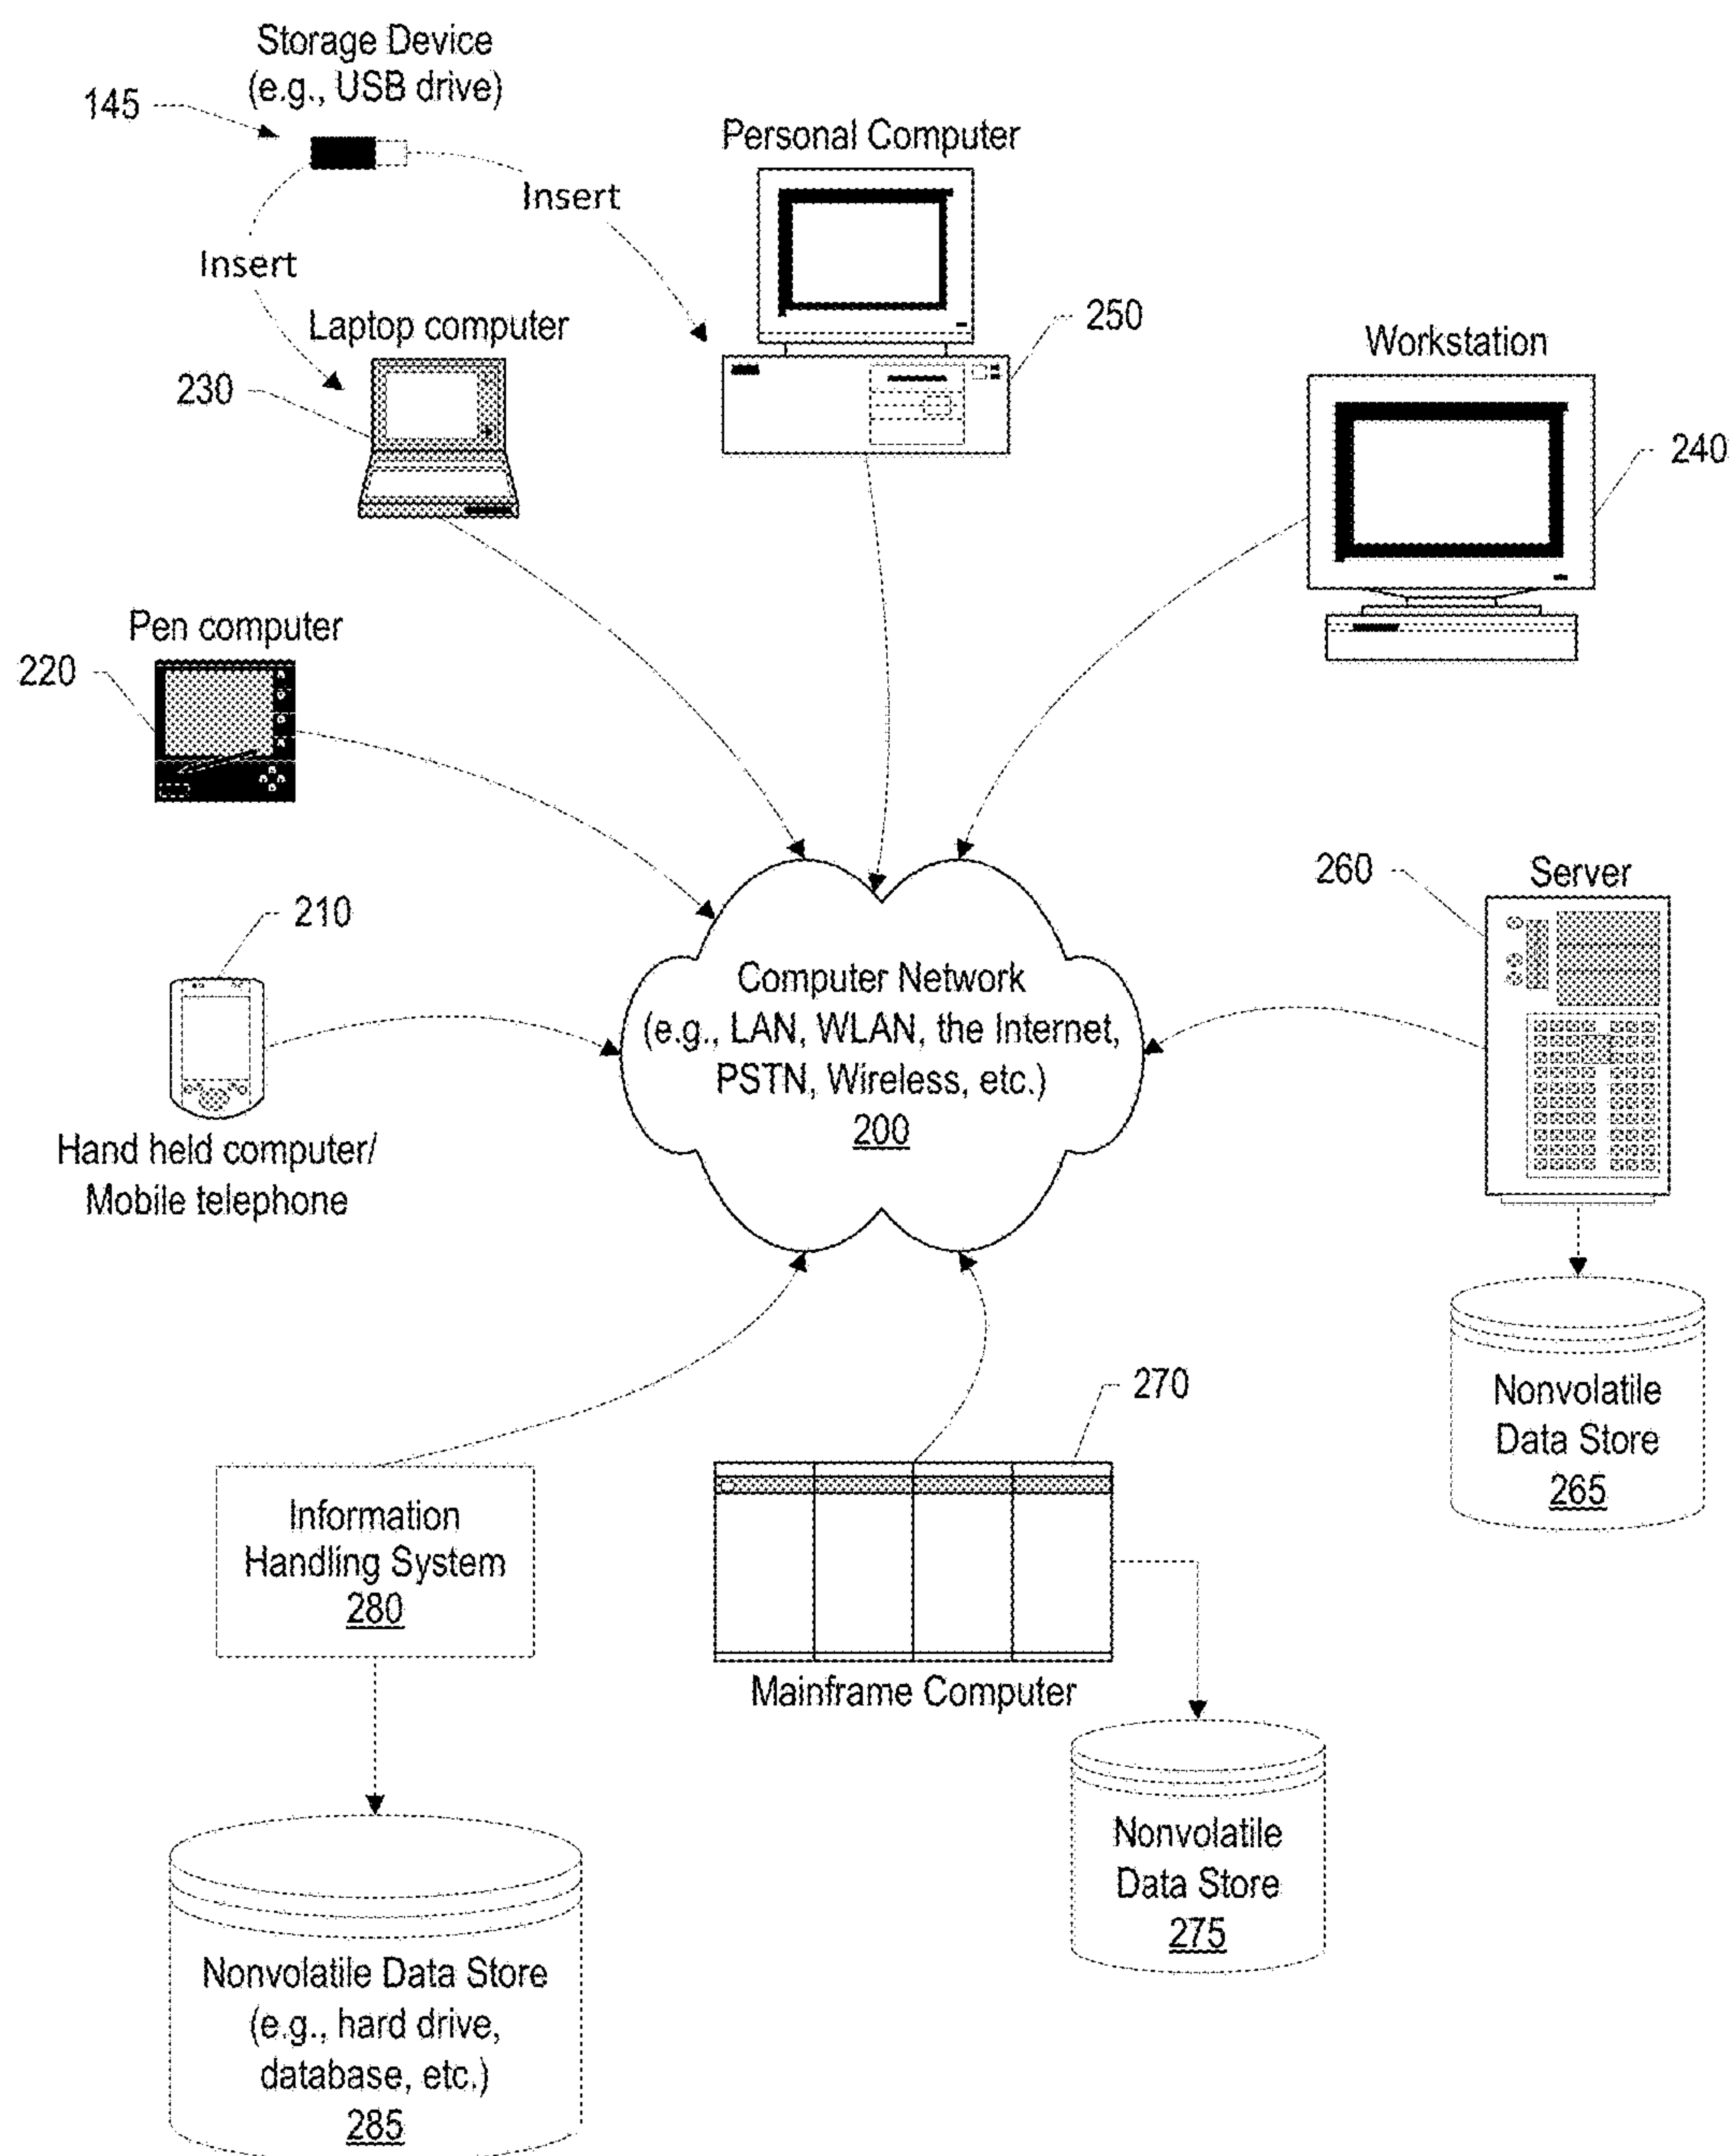 Storage Device
(e.g., USB drive)
145
Insert
Insert
Personal Computer
250
Laptop computer
230
Workstation
240
Pen computer
220
210
Hand held computer/
Mobile telephone
Computer Network
(e.g., LAN, WLAN, the Internet,
PSTN, Wireless, etc.)
200
260
Server
Nonvolatile
Data Store
265
270
Mainframe Computer
Information
Handling System
280
Nonvolatile
Data Store
275
Nonvolatile Data Store
(e.g., hard drive,
database, etc.)
285